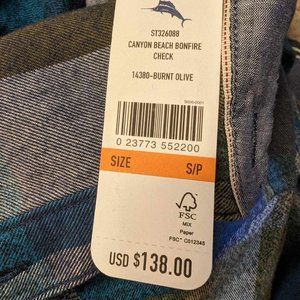 ST326088
CANYON BEACH BONFIRE
CHECK
14380-BURNT OLIVE
0 23773 552200
SIZE S/P
FSC
MIX
Paper
FSC™ C012345
USD $138.00